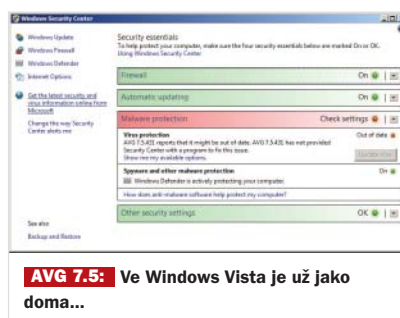 Windows Security Center
Windows Update
Windows Firewall
Windows Defender
Internet Options
Get the latest security and
virus information online from
Microsoft
Change the way Security
Center alerts me
See also
Backup and Restore
Security essentials
To help protect your computer, make sure the four security essentials below are marked On or OK.
Using Windows Security Center
Firewall On
Automatic updating On
Malware protection Check settings
Virus protection Out of date
AVG 7.5.431 reports that it might be out of date. AVG 7.5.431 has not provided
Security Center with a program to fix this issue.
Show me my available options.
Spyware and other malware protection On
Windows Defender is actively protecting your computer.
How does anti-malware software help protect my computer?
Other security settings OK
AVG 7.5: Ve Windows Vista je už jako
doma...